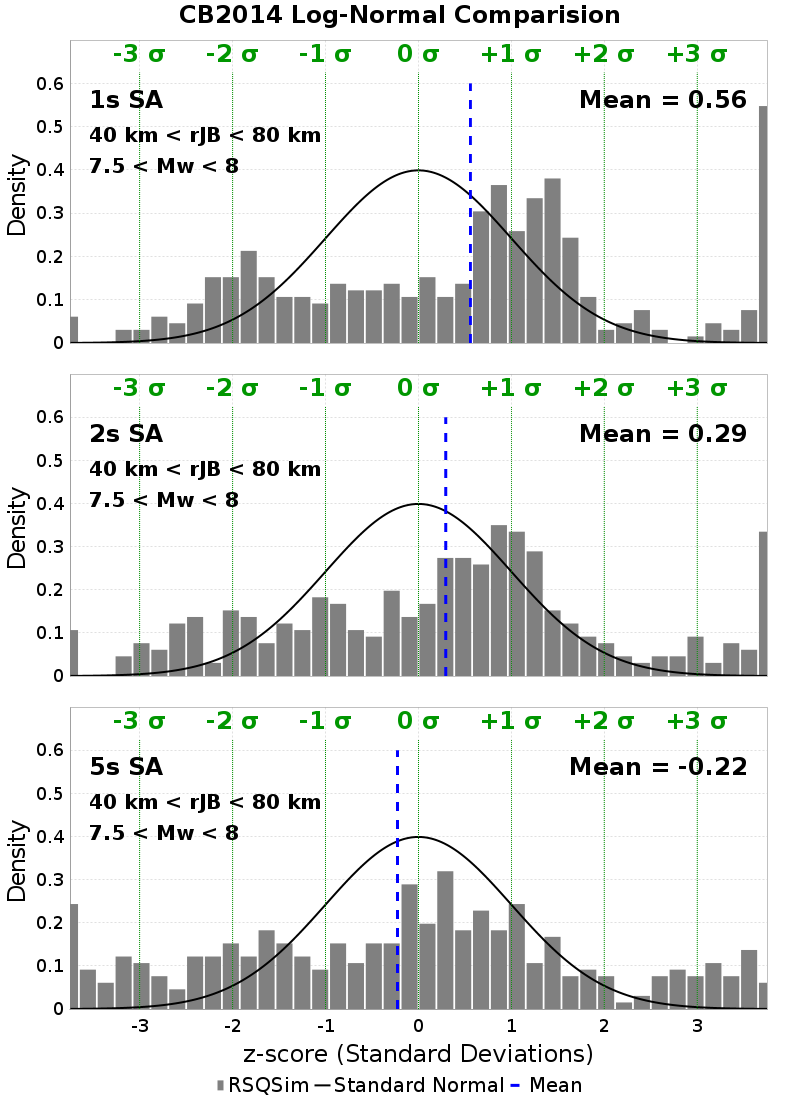 CB2014 Log-Normal Comparision
-3 σ -2 σ -1 σ 0 σ +1 σ +2 σ +3 σ
1s SA Mean = 0.56
40 km < rJB < 80 km
7.5 < Mw < 8
0.6
0.5
0.4
0.3
0.2
0.1
0
Density
-3 σ -2 σ -1 σ 0 σ +1 σ +2 σ +3 σ
2s SA Mean = 0.29
40 km < rJB < 80 km
7.5 < Mw < 8
0.6
0.5
0.4
0.3
0.2
0.1
0
Density
-3 σ -2 σ -1 σ 0 σ +1 σ +2 σ +3 σ
5s SA Mean = -0.22
40 km < rJB < 80 km
7.5 < Mw < 8
0.6
0.5
0.4
0.3
0.2
0.1
0
Density
-3 -2 -1 0 1 2 3
z-score (Standard Deviations)
RSQSim Standard Normal Mean